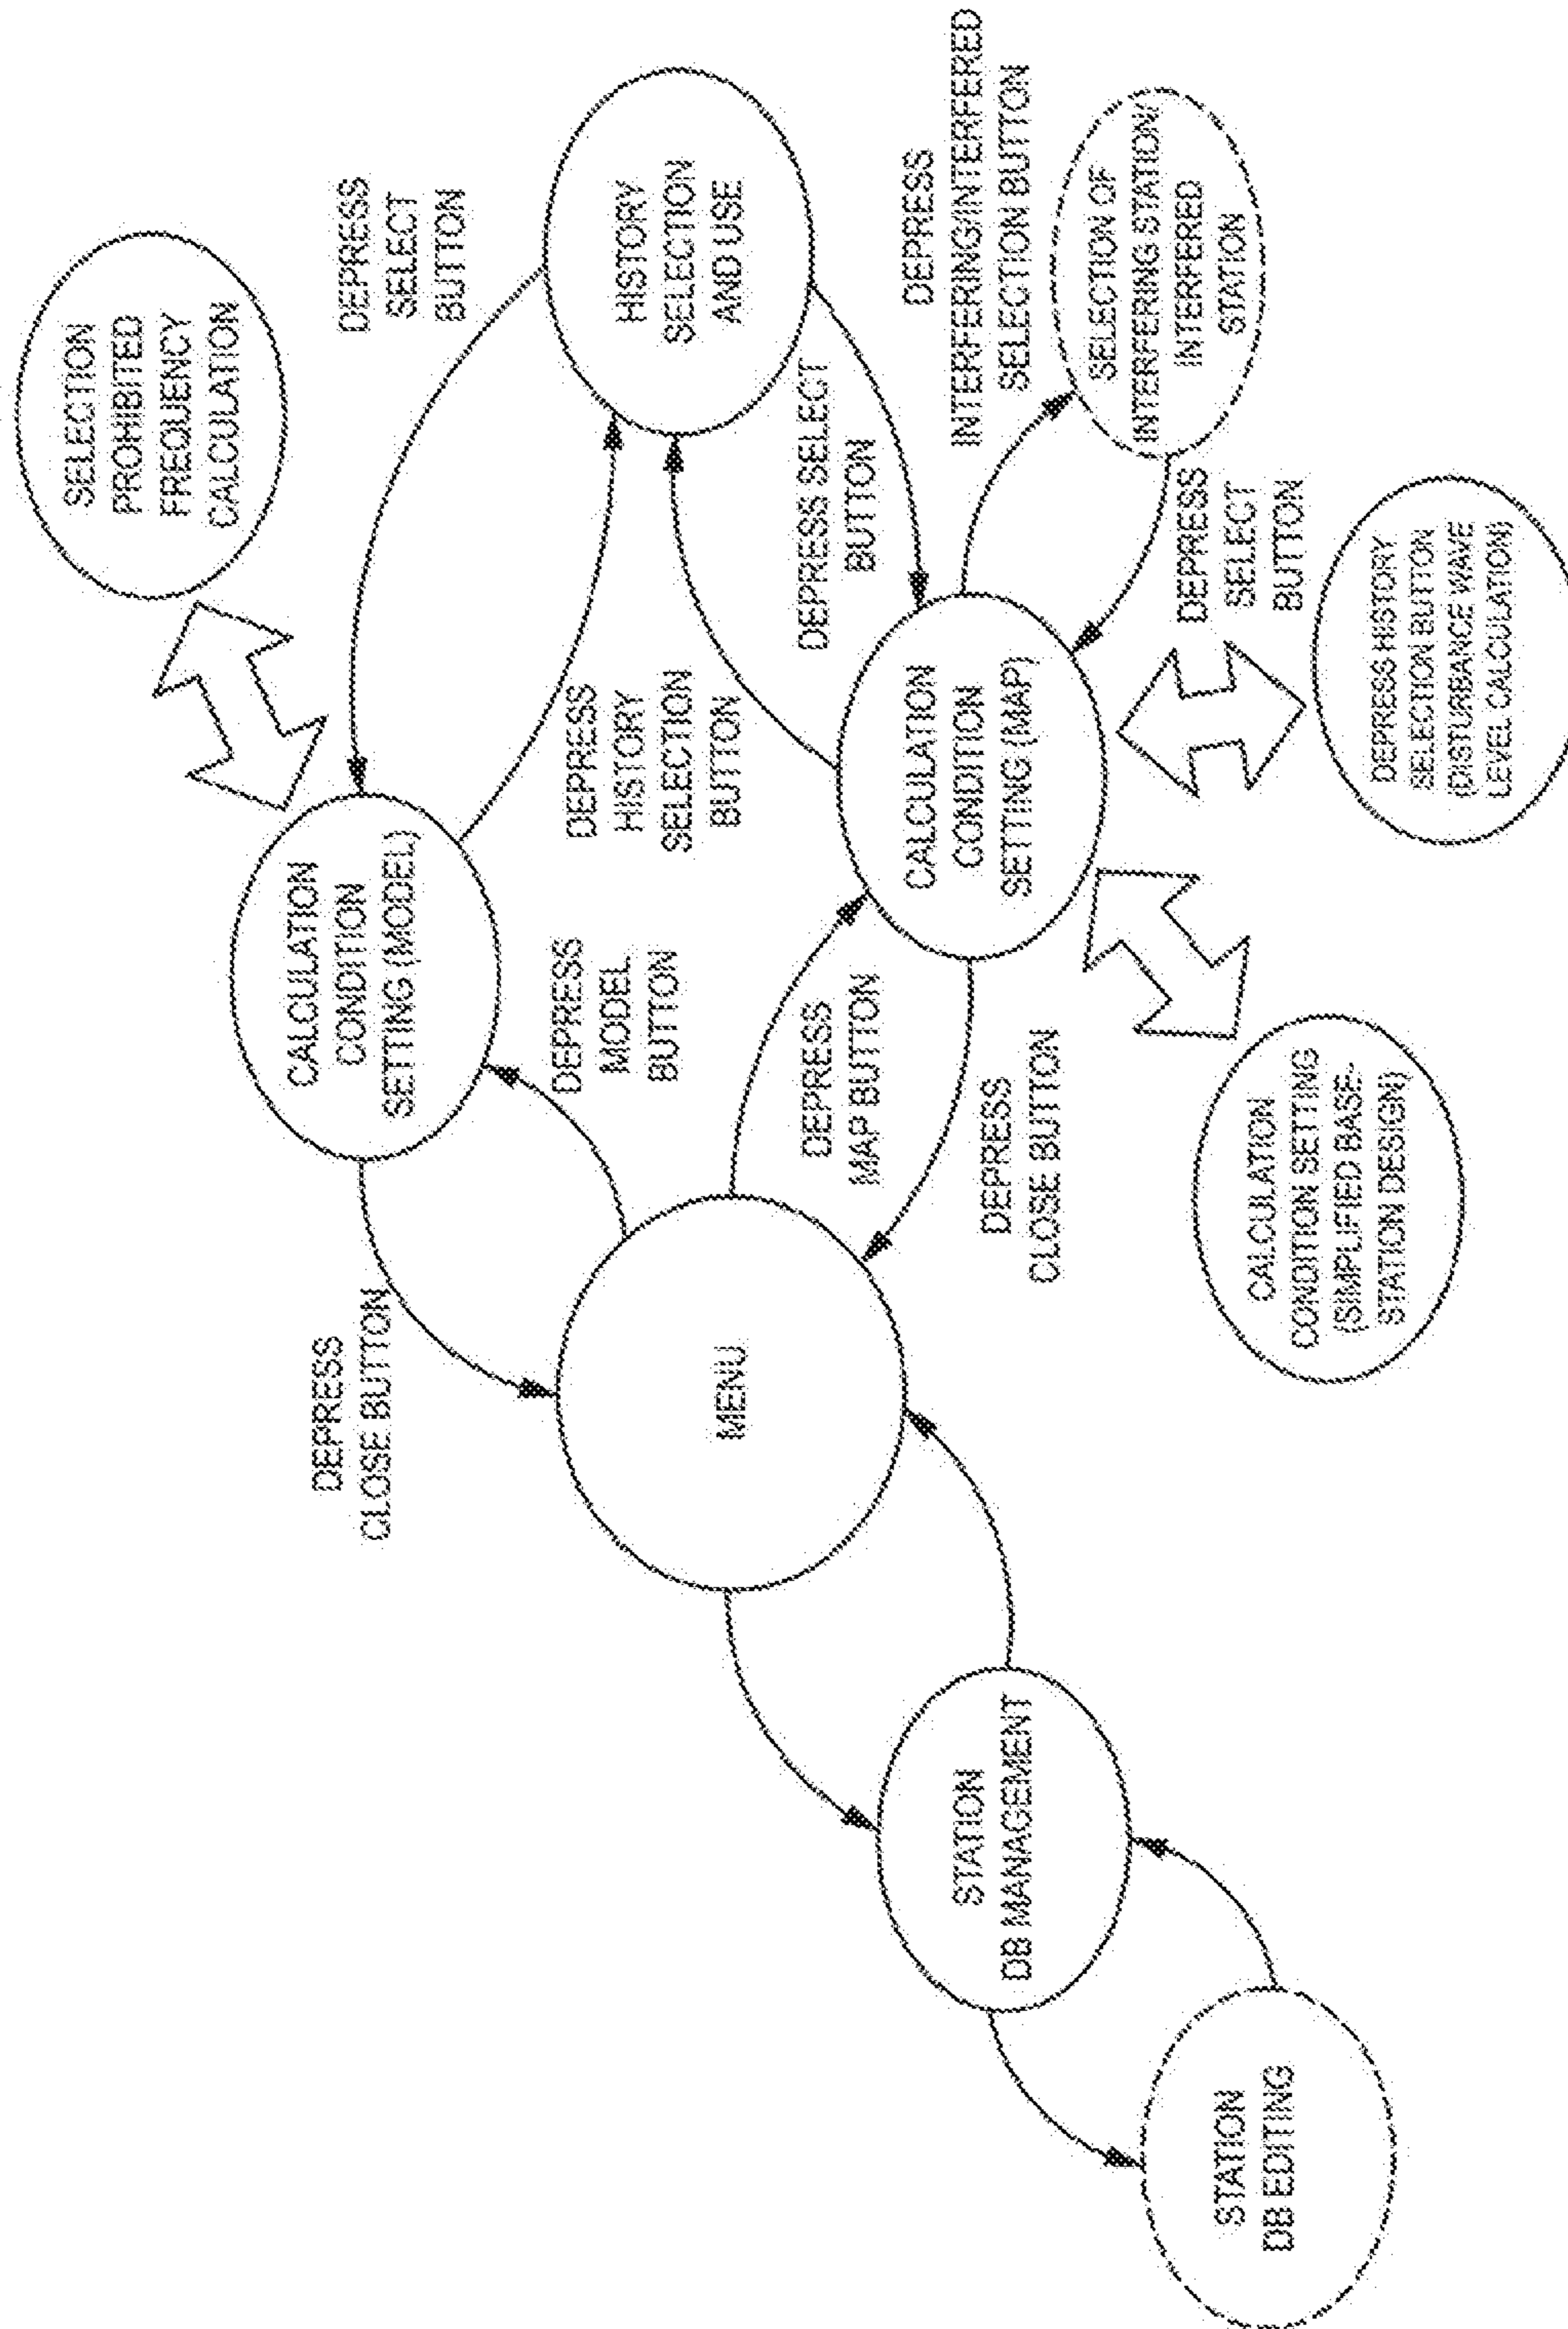 SELECTION
PROHIBITED
FREQUENCY
CALCULATION
DEPRESS
SELECT
BUTTON
CALCULATION
CONDITION
SETTING (MODEL)
DEPRESS
CLOSE BUTTON
DEPRESS
HISTORY
SELECTION
BUTTON
HISTORY
SELECTION
AND USE
DEPRESS
MODEL
BUTTON
MENU
DEPRESS
MAP BUTTON
DEPRESS SELECT
BUTTON
CALCULATION
CONDITION
SETTING (MAP)
DEPRESS
INTERFERING/INTERFERED
SELECTION BUTTON
STATION
DB MANAGEMENT
DEPRESS
CLOSE BUTTON
SELECTION OF
INTERFERING STATION/
INTERFERED
STATION
DEPRESS
SELECT
BUTTON
STATION
DB EDITING
CALCULATION
CONDITION SETTING
(SIMPLIFIED BASE-
STATION DESIGN)
DEPRESS HISTORY
SELECTION BUTTON
(DISTURBANCE WAVE
LEVEL CALCULATION)